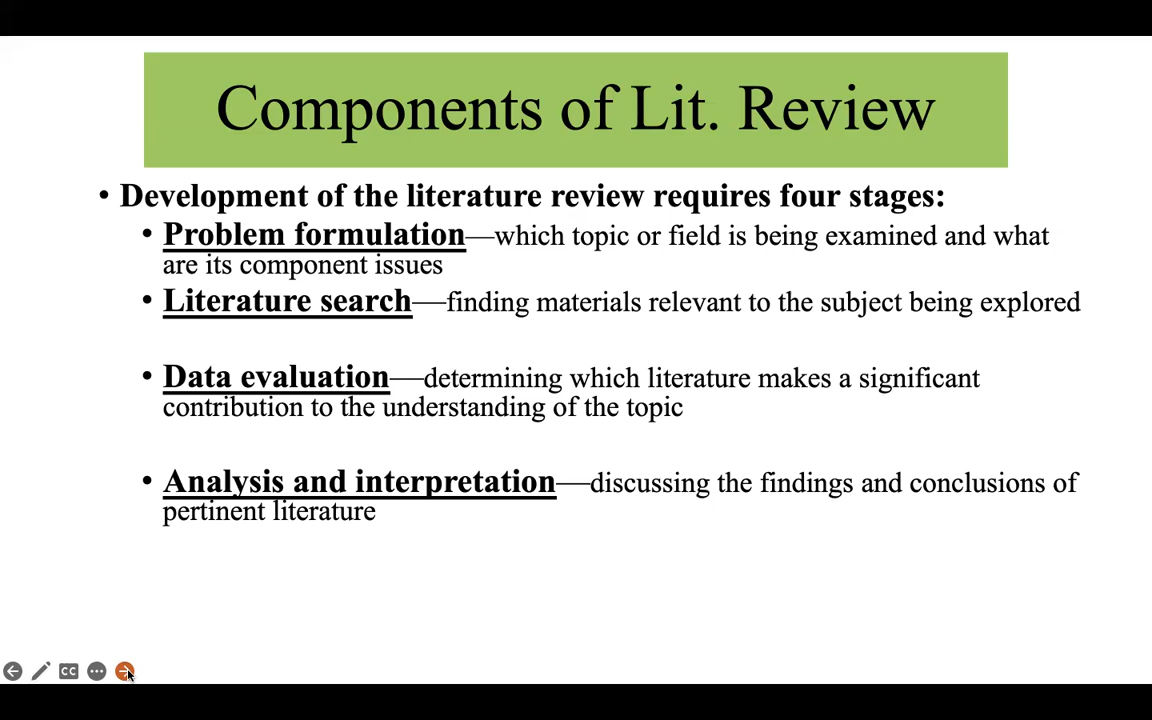 Components of Lit. Review
• Development of the literature review requires four stages:
• Problem formulation—which topic or field is being examined and what
are its component issues
• Literature search—finding materials relevant to the subject being explored
• Data evaluation—determining which literature makes a significant
contribution to the understanding of the topic
• Analysis and interpretation—discussing the findings and conclusions of
pertinent literature
CC